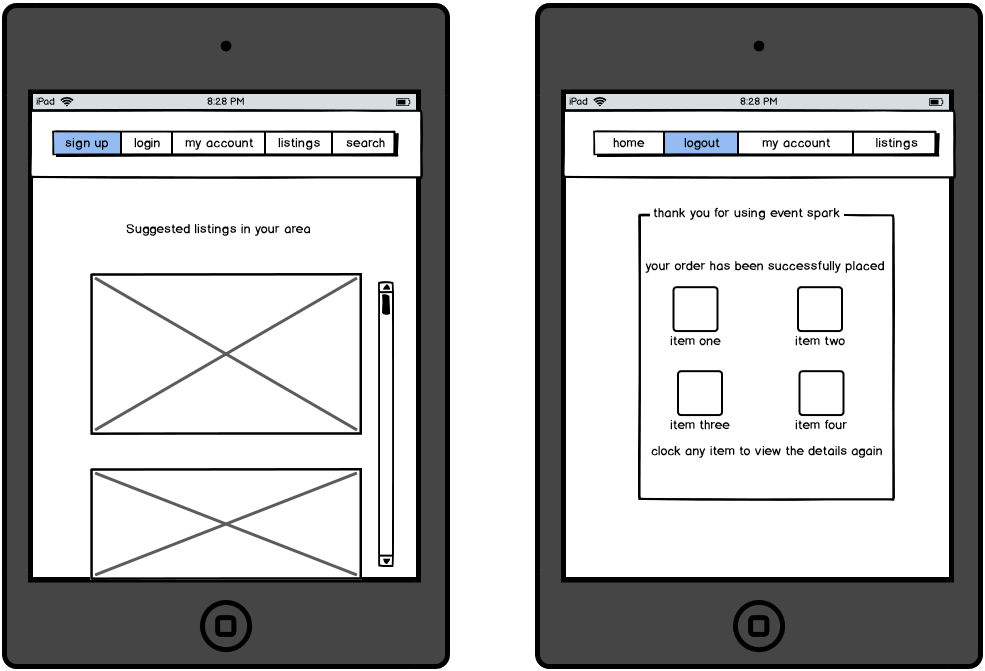 iPad 8:28 PM
sign up login my account listings search
Suggested listings in your area
iPad 8:28 PM
home logout my account listings
thank you for using event spark
your order has been successfully placed
item one item two
item three item four
clock any item to view the details again